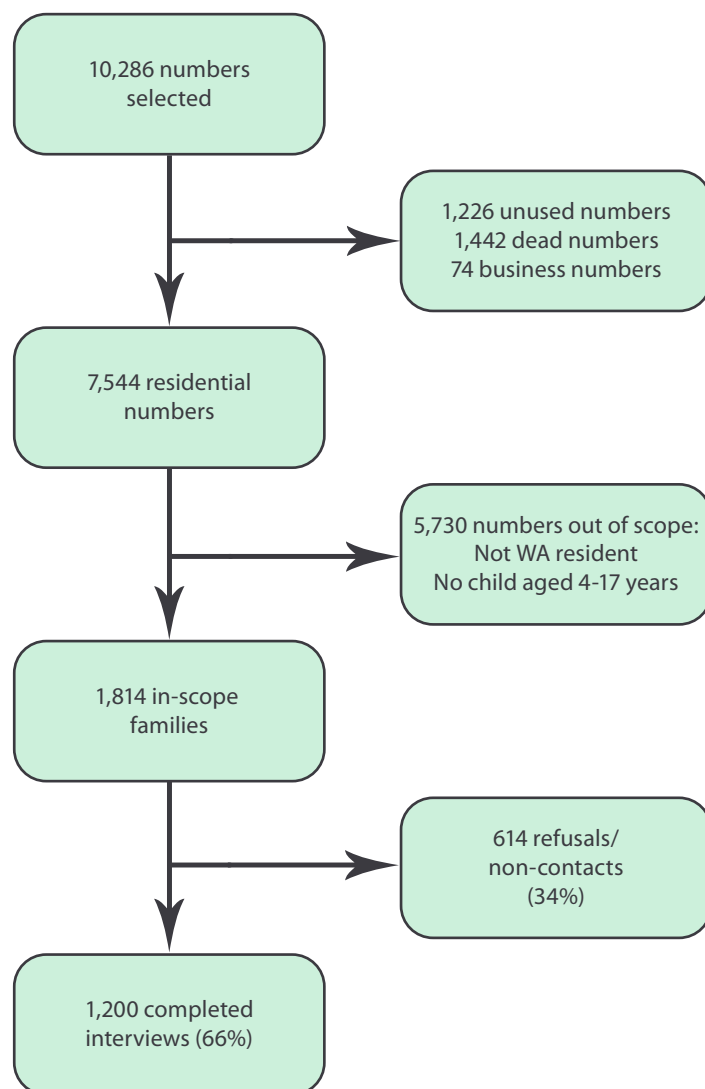 10,286 numbers
selected
1,226 unused numbers
1,442 dead numbers
74 business numbers
7,544 residential
numbers
5,730 numbers out of scope:
Not WA resident
No child aged 4-17 years
1,814 in-scope
families
614 refusals/
non-contacts
(34%)
1,200 completed
interviews (66%)